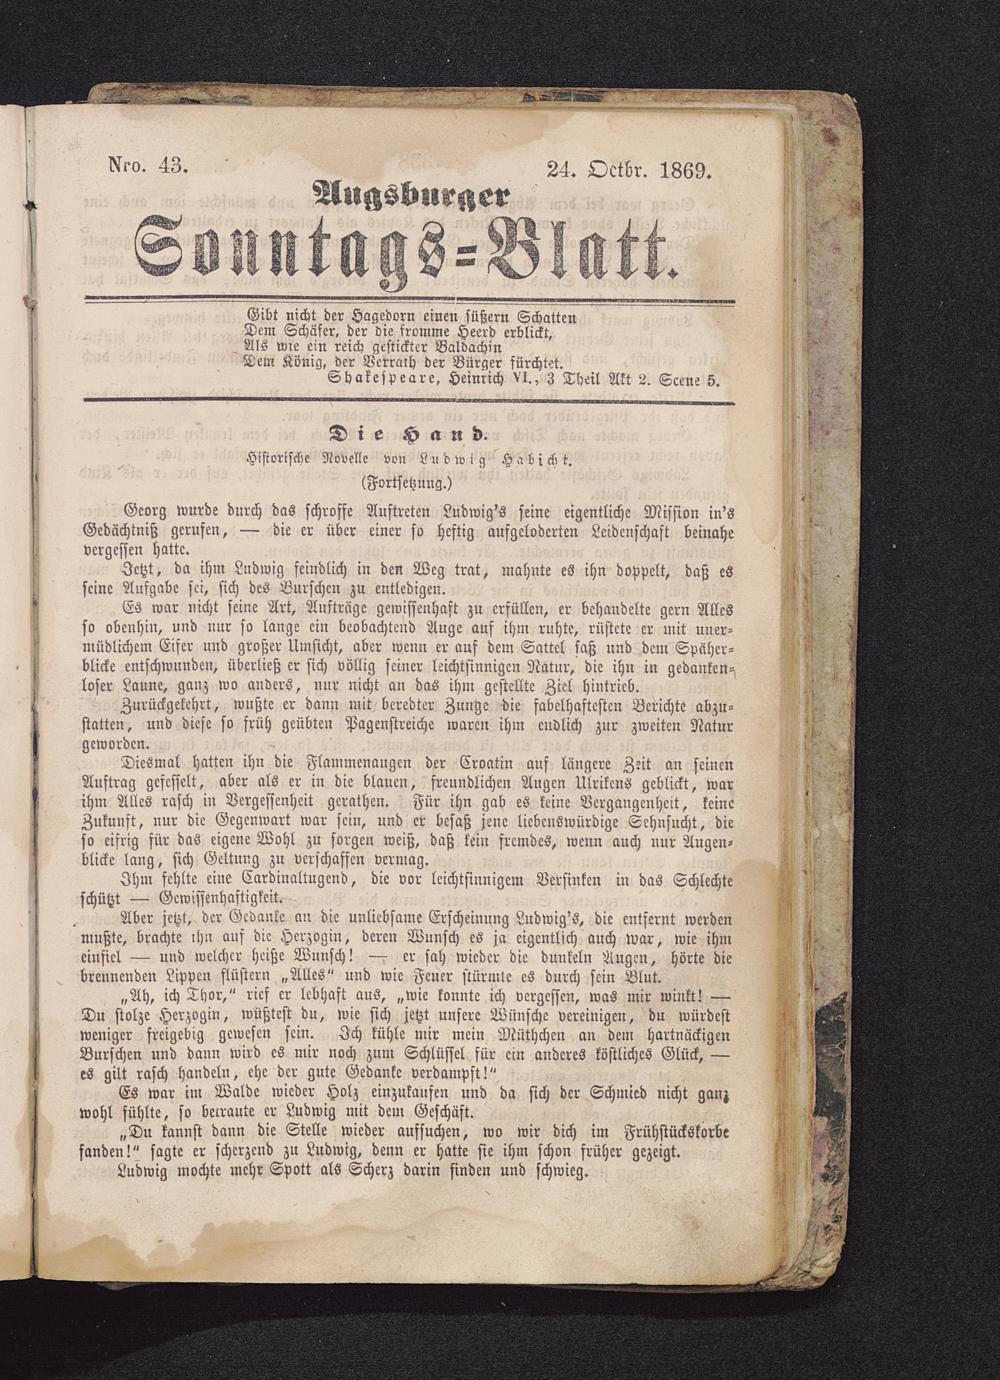 Nro. 43.
24. Octbr. 1869.
Augsburger
Sonntags=Blatt.
Gibt nicht der Hagedorn einen süßern Schatten
Dem Schäfer, der die fromme Heerd erblickt,
Als wie ein reich gestickter Baldachin
Dem König, der Verrath der Bürger fürchtet.
Shakespeare, Heinrich VI., 3 Theil Akt 2. Scene 5.
Die Hand.
Historische Novelle von Ludwig Habicht.
(Fortsetzung.)
Georg wurde durch das schroffe Auftreten Ludwig's seine eigentliche Mission in's
Gedächtniß gerufen, — die er über einer so heftig aufgeloderten Leidenschaft beinahe
vergessen hatte.
Jetzt, da ihm Ludwig feindlich in den Weg trat, mahnte es ihn doppelt, daß es
seine Aufgabe sei, sich des Burschen zu entledigen.
Es war nicht seine Art, Aufträge gewissenhaft zu erfüllen, er behandelte gern Alles
so obenhin, und nur so lange ein beobachtend Auge auf ihm ruhte, rüstete er mit uner=
müdlichem Eifer und großer Umsicht, aber wenn er auf dem Sattel saß und dem Späher=
blicke entschwunden, überließ er sich völlig seiner leichtsinnigen Natur, die ihn in gedanken=
loser Laune, ganz wo anders, nur nicht an das ihm gestellte Ziel hintrieb.
Zurückgekehrt, wußte er dann mit beredter Zunge die fabelhaftesten Berichte abzu=
statten, und diese so früh geübten Pagenstreiche waren ihm endlich zur zweiten Natur
geworden.
Diesmal hatten ihn die Flammenaugen der Croatin auf längere Zeit an seinen
Auftrag gefesselt, aber als er in die blauen, freundlichen Augen Ulrikens geblickt, war
ihm Alles rasch in Vergessenheit gerathen. Für ihn gab es keine Vergangenheit, keine
Zukunft, nur die Gegenwart war sein, und er besaß jene liebenswürdige Sehnsucht, die
so eifrig für das eigene Wohl zu sorgen weiß, daß kein fremdes, wenn auch nur Augen=
blicke lang, sich Geltung zu verschaffen vermag.
Ihm fehlte eine Cardinaltugend, die vor leichtsinnigem Versinken in das Schlechte
schützt — Gewissenhaftigkeit.
Aber jetzt, der Gedanke an die unliebsame Erscheinung Ludwig's, die entfernt werden
mußte, brachte ihn auf die Herzogin, deren Wunsch es ja eigentlich auch war, wie ihm
einfiel — und welcher heiße Wunsch! — er sah wieder die dunkeln Augen, hörte die
brennenden Lippen flüstern „Alles“ und wie Feuer stürmte es durch sein Blut.
„Ah, ich Thor,“ rief er lebhaft aus, „wie konnte ich vergessen, was mir winkt! —
Du stolze Herzogin, wüßtest du, wie sich jetzt unsere Wünsche vereinigen, du würdest
weniger freigebig gewesen sein. Ich kühle mir mein Müthchen an dem hartnäckigen
Burschen und dann wird es mir noch zum Schlüssel für ein anderes köstliches Glück, —
es gilt rasch handeln, ehe der gute Gedanke verdampft!“
Es war im Walde wieder Holz einzukaufen und da sich der Schmied nicht ganz
wohl fühlte, so betraute er Ludwig mit dem Geschäft.
„Du kannst dann die Stelle wieder aufsuchen, wo wir dich im Frühstückskorbe
fanden!“ sagte er scherzend zu Ludwig, denn er hatte sie ihm schon früher gezeigt.
Ludwig mochte mehr Spott als Scherz darin finden und schwieg.